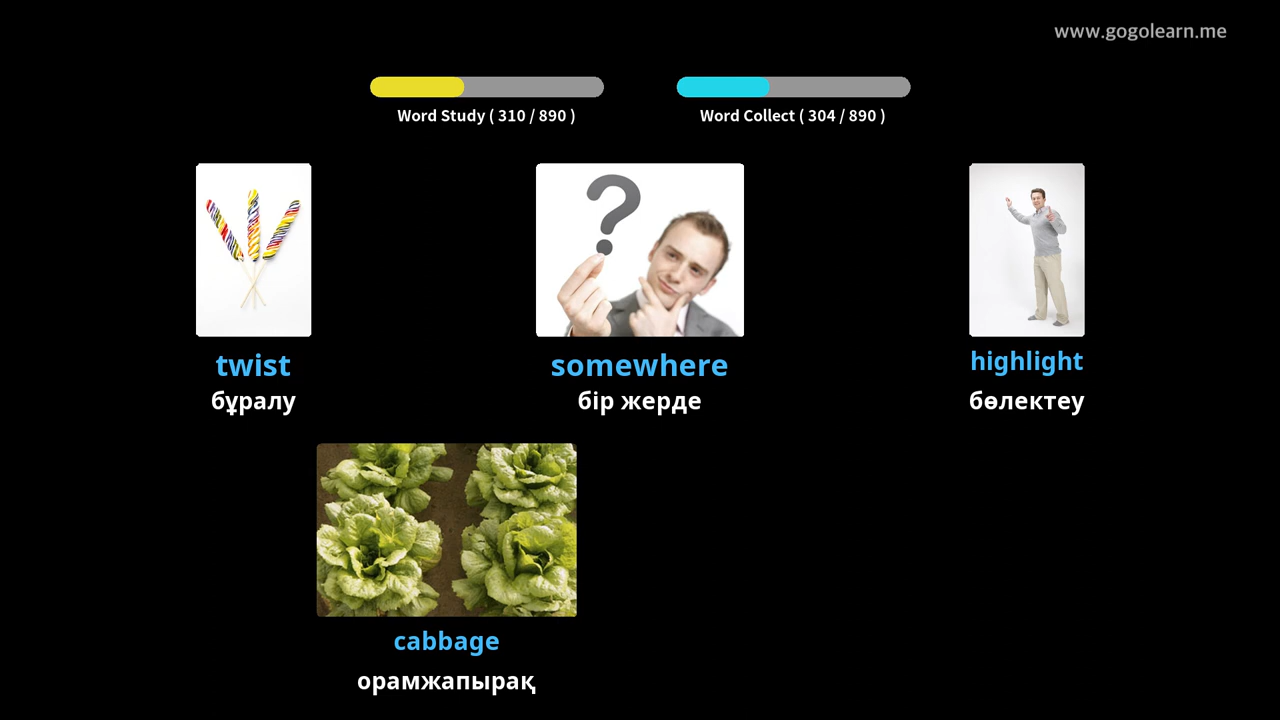 www.gogolearn.me
Word Study ( 310 / 890 )
Word Collect ( 304 / 890 )
twist
бұралу
somewhere
бір жерде
highlight
бөлектеу
cabbage
орамжапырақ